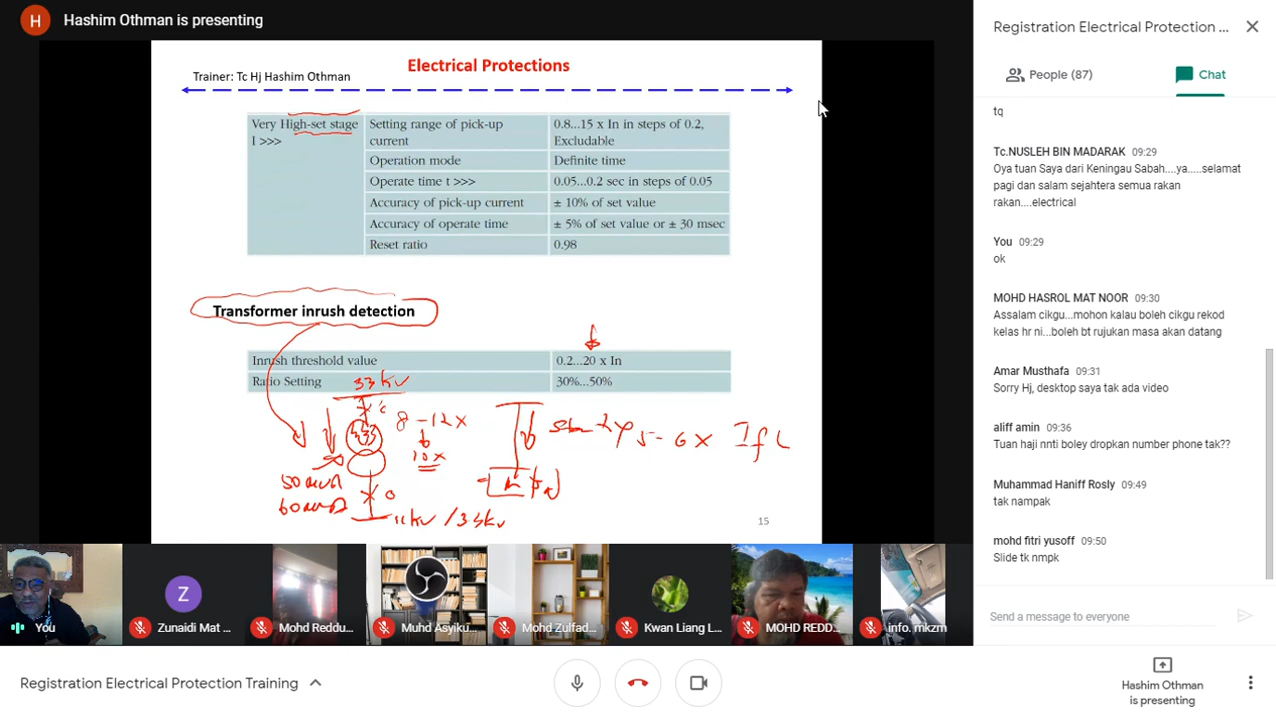 H
Hashim Othman is presenting
Trainer: Tc Hj Hashim Othman
Electrical Protections
Very High-set stage
I >>>
Setting range of pick-up
current
0.8...15 x In in steps of 0.2,
Excludable
Operation mode
Definite time
Operate time t >>>
0.05...0.2 sec in steps of 0.05
Accuracy of pick-up current
± 10% of set value
Accuracy of operate time
± 5% of set value or ± 30 msec
Reset ratio
0.98
Transformer inrush detection
Inrush threshold value
0.2...20 x In
Ratio Setting
30%...50%
33 kv
8 - 12 x
10 x
5 - 6 x
50 mva
60 mva
11kv / 33kv
15
You
Z
Zunaidi Mat ...
Mohd Reddu...
Muhd Asyiku...
Mohd Zulfad...
Kwan Liang L...
MOHD REDD...
info. mkzm
Registration Electrical Protection Training
Hashim Othman
is presenting
Registration Electrical Protection ...
People (87)
Chat
tq
Tc.NUSLEH BIN MADARAK 09:29
Oya tuan Saya dari Keningau Sabah....ya.....selamat
pagi dan salam sejahtera semua rakan
rakan....electrical
You 09:29
ok
MOHD HASROL MAT NOOR 09:30
Assalam cikgu...mohon kalau boleh cikgu rekod
kelas hr ni...boleh bt rujukan masa akan datang
Amar Musthafa 09:31
Sorry Hj, desktop saya tak ada video
aliff amin 09:36
Tuan haji nnti boley dropkan number phone tak??
Muhammad Haniff Rosly 09:49
tak nampak
mohd fitri yusoff 09:50
Slide tk nmpk
Send a message to everyone